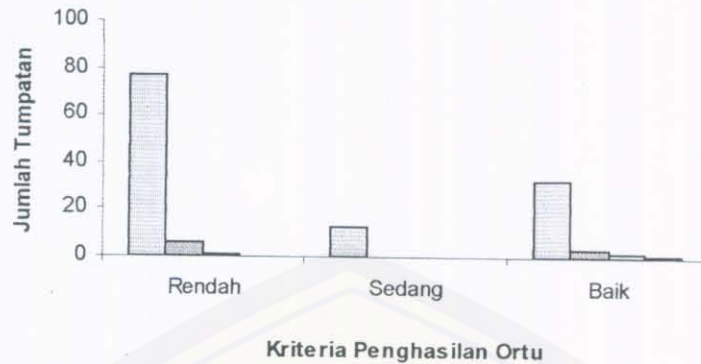 Jumlah Tumpatan
100
80
60
40
20
0
Rendah
Sedang
Baik
Kriteria Penghasilan Ortu